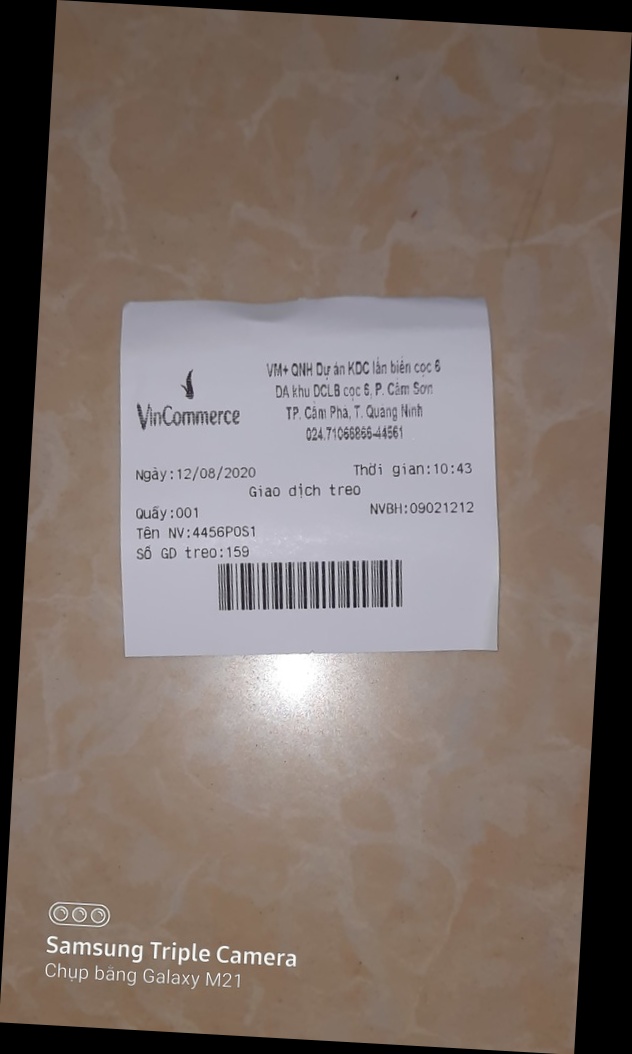 VinCommerce
VM+ QNH Dự án KDC lấn biển cọc 6
DA khu DCLB cọc 6, P. Cẩm Sơn
TP. Cẩm Phả, T. Quảng Ninh
024.71066866-44561
Ngày:12/08/2020 Thời gian:10:43
Giao dịch treo
Quầy:001 NVBH:09021212
Tên NV:4456POS1
Số GD treo:159
Samsung Triple Camera
Chụp bằng Galaxy M21